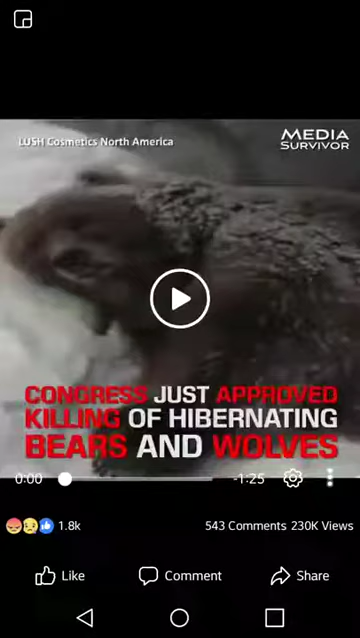 LUSH Cosmetics North America
MEDIA
SURVIVOR
CONGRESS JUST APPROVED
KILLING OF HIBERNATING
BEARS AND WOLVES
0:00
-1:25
1.8k
543 Comments 230K Views
Like
Comment
Share